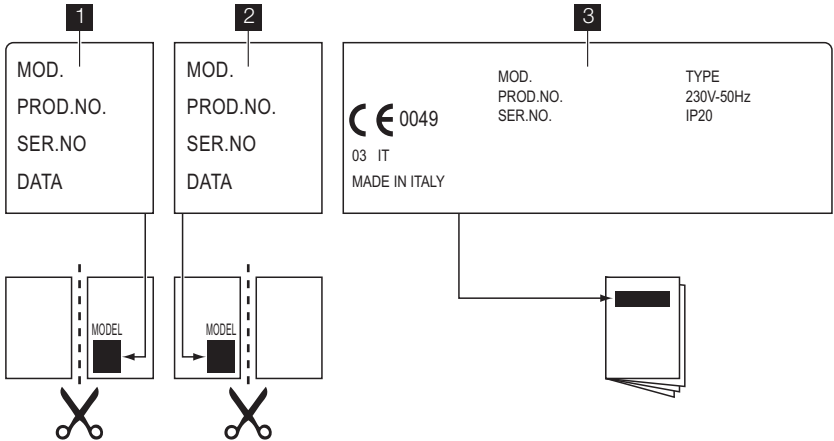 1
2
3
MOD.
PROD.NO.
SER.NO
DATA
MOD.
PROD.NO.
SER.NO
DATA
MOD.
PROD.NO.
SER.NO.
TYPE
230V-50Hz
IP20
CE 0049
03 IT
MADE IN ITALY
MODEL
MODEL